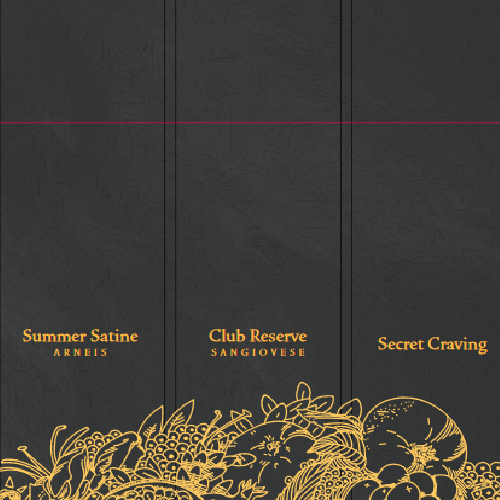 Summer Satine
ARNEIS
Club Reserve
SANGIOVESE
Secret Craving